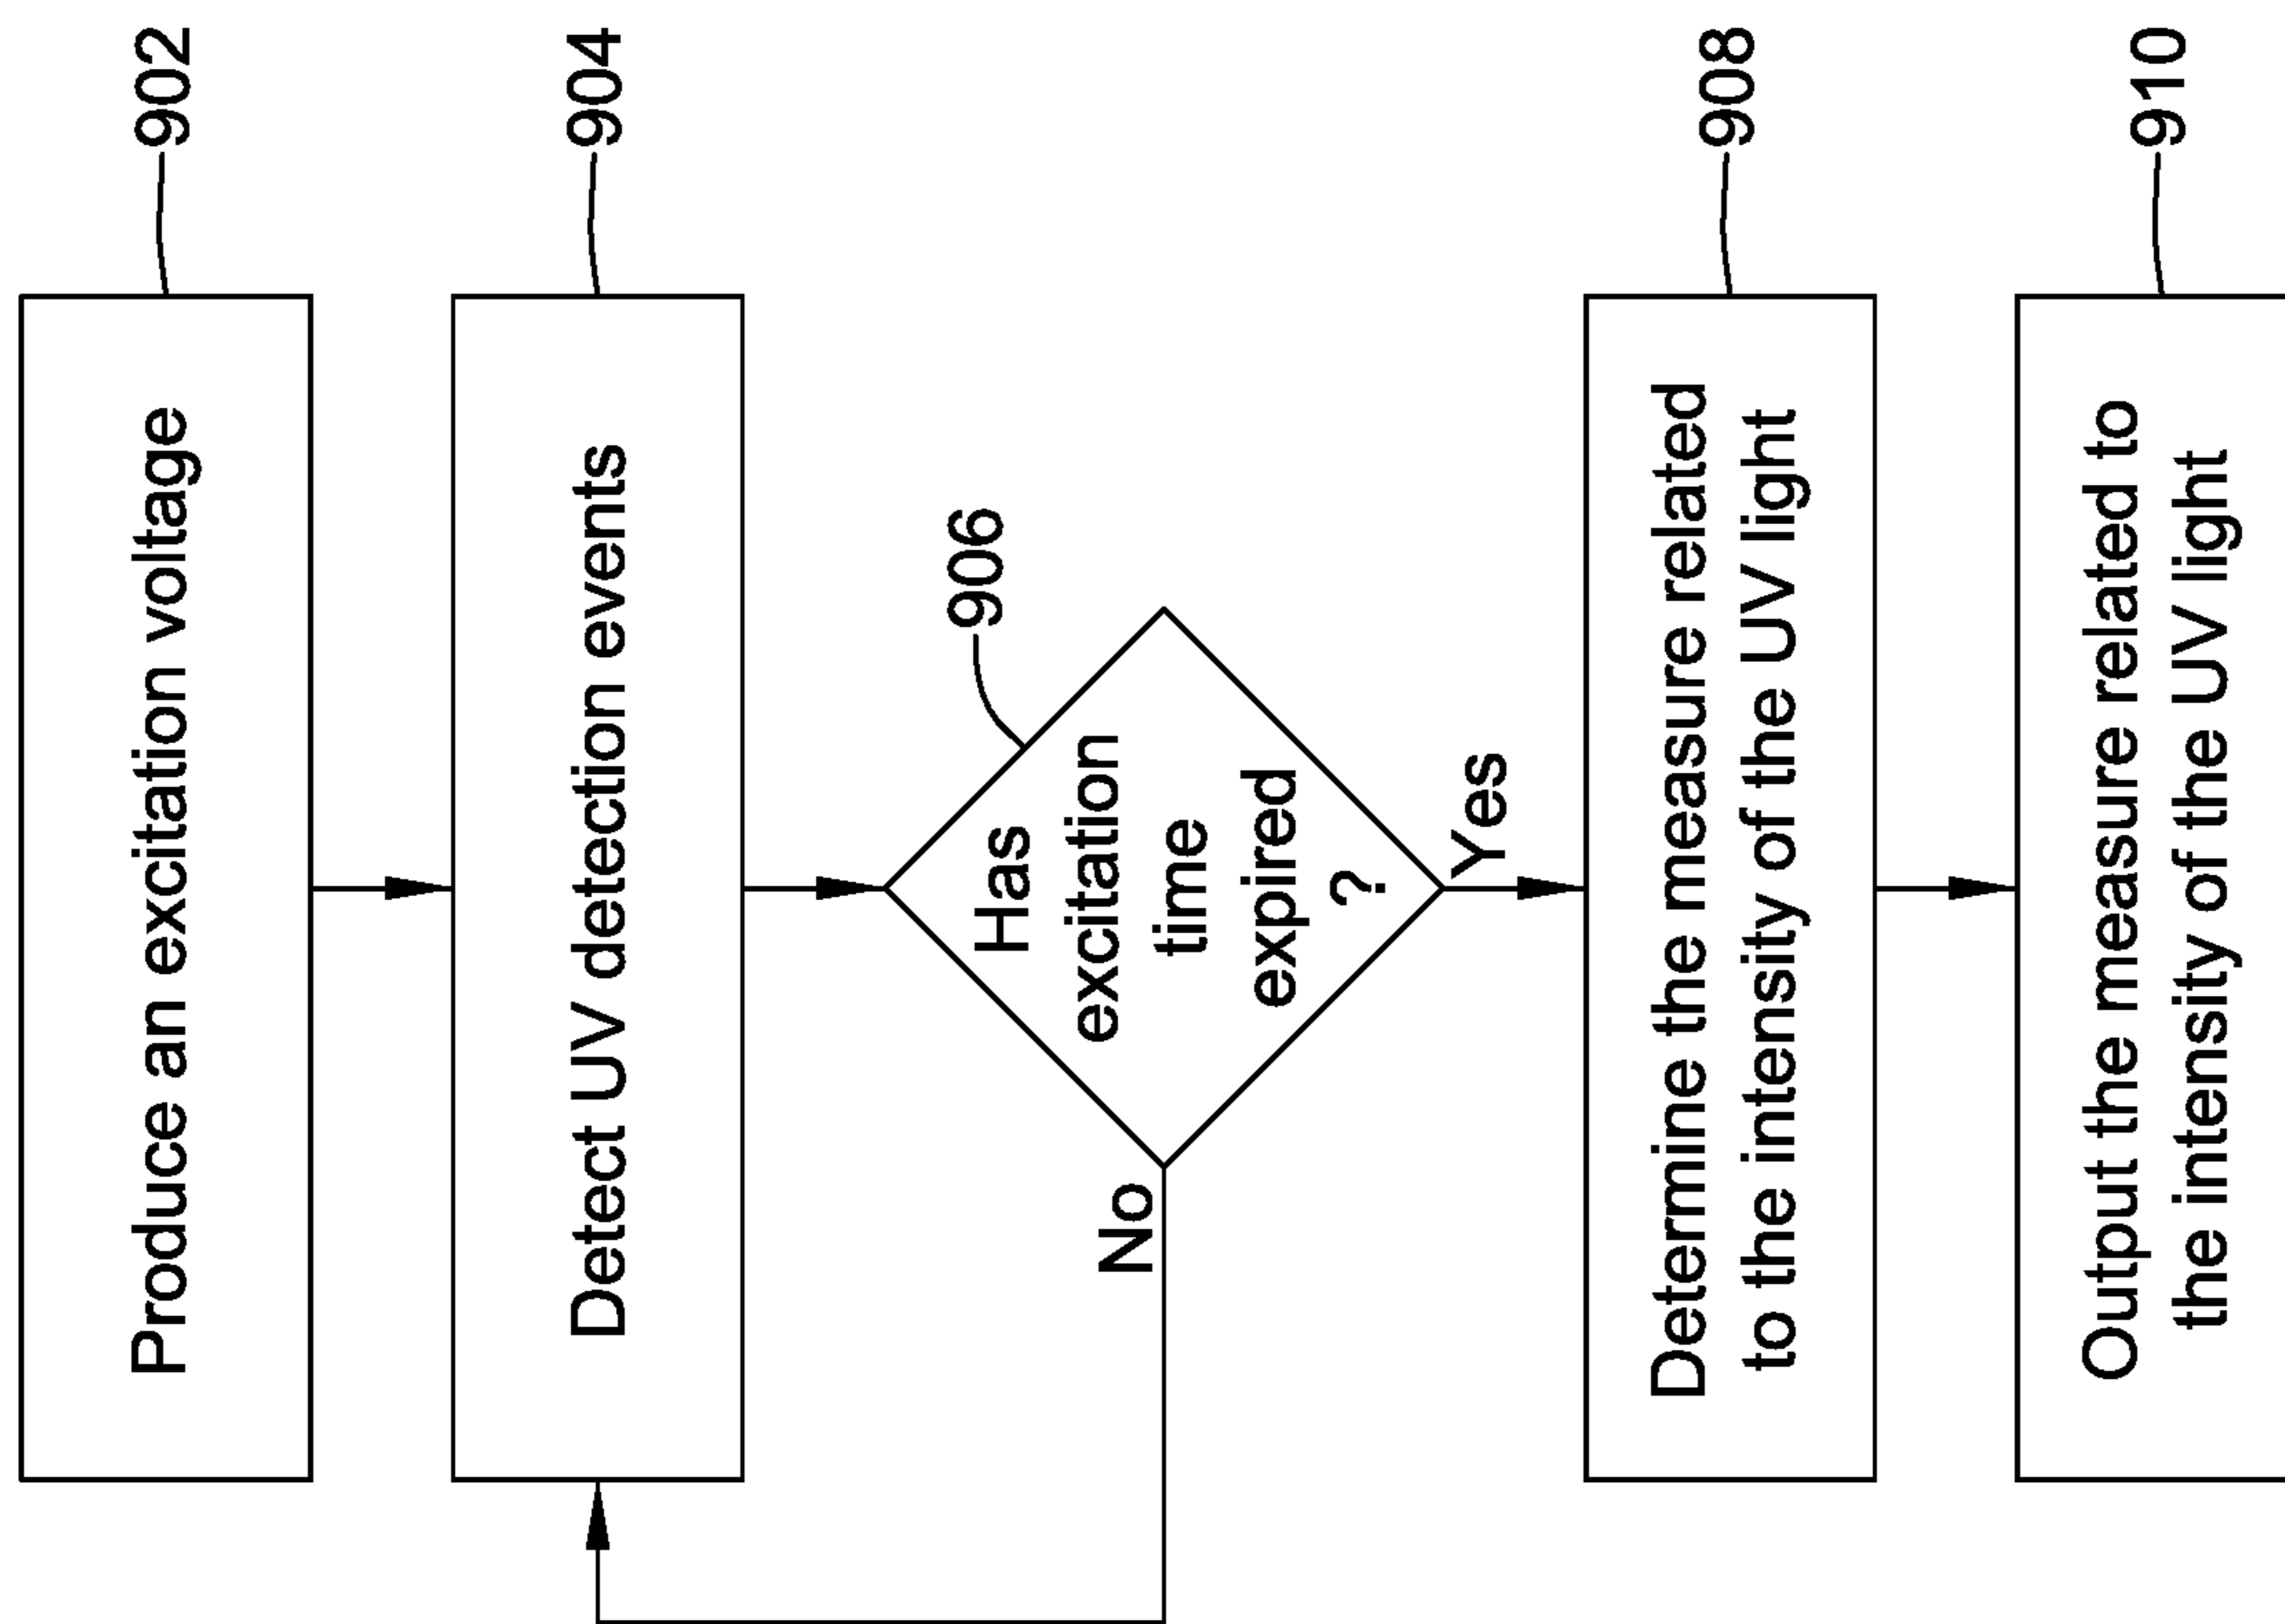 Produce an excitation voltage
902
Detect UV detection events
904
906
Has
excitation
time
expired
?
No
Yes
Determine the measure related
to the intensity of the UV light
908
Output the measure related to
the intensity of the UV light
910